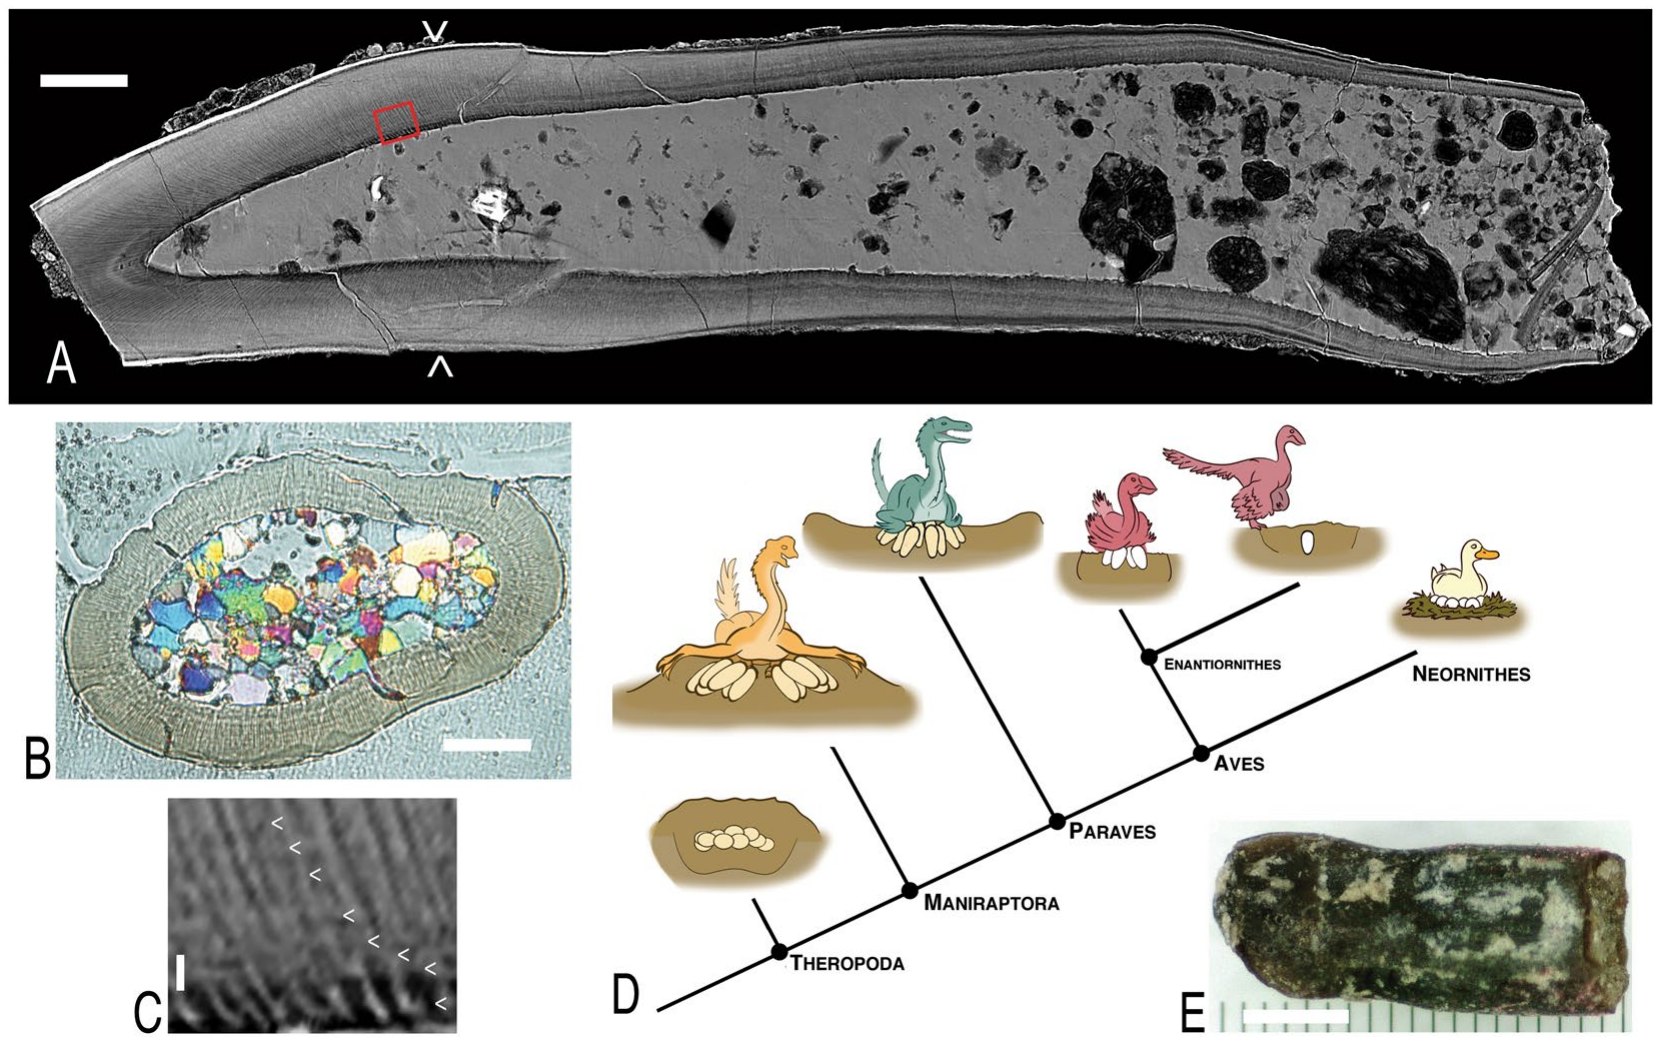 A
B
C
D
ENANTIORNITHES
NEORNITHES
AVES
PARAVES
MANIRAPTORA
THEROPODA
E